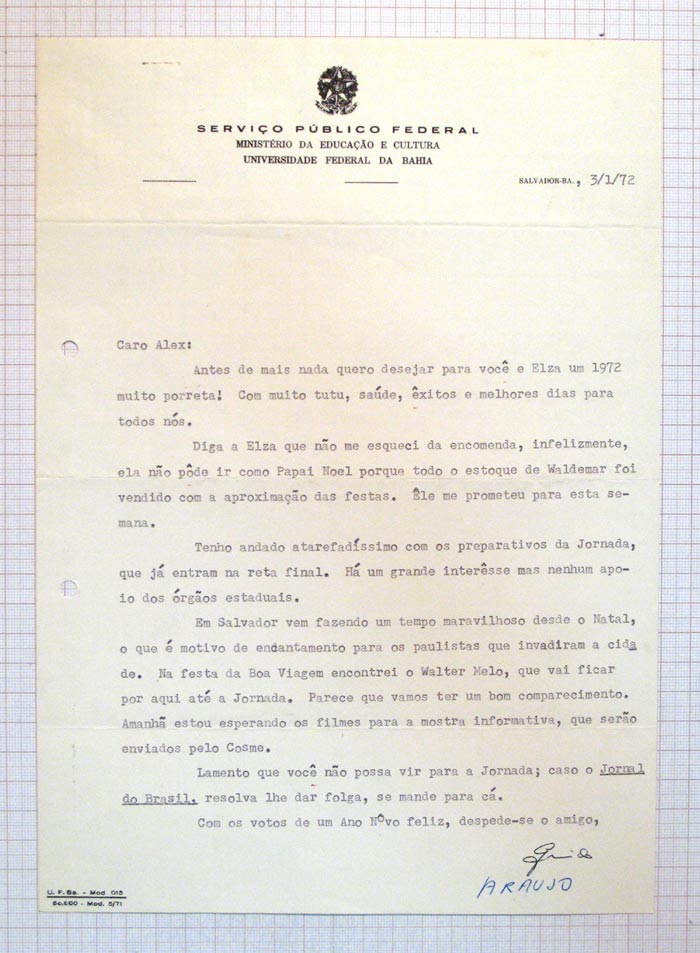 SERVIÇO PÚBLICO FEDERAL
MINISTÉRIO DA EDUCAÇÃO E CULTURA
UNIVERSIDADE FEDERAL DA BAHIA
SALVADOR-BA., 3/1/72
Caro Alex:
Antes de mais nada quero desejar para você e Elza um 1972
muito porreta! Com muito tutu, saúde, êxitos e melhores dias para
todos nós.
Diga a Elza que não me esqueci da encomenda, infelizmente,
ela não pôde ir como Papai Noel porque todo o estoque de Waldemar foi
vendido com a aproximação das festas. Êle me prometeu para esta se-
mana.
Tenho andado atarefadíssimo com os preparativos da Jornada,
que já entram na reta final. Há um grande interêsse mas nenhum apo-
io dos órgãos estaduais.
Em Salvador vem fazendo um tempo maravilhoso desde o Natal,
o que é motivo de encantamento para os paulistas que invadiram a cida
de. Na festa da Boa Viagem encontrei o Walter Melo, que vai ficar
por aqui até a Jornada. Parece que vamos ter um bom comparecimento.
Amanhã estou esperando os filmes para a mostra informativa, que serão
enviados pelo Cosme.
Lamento que você não possa vir para a Jornada; caso o Jornal
do Brasil, resolva lhe dar folga, se mande para cá.
Com os votos de um Ano Nôvo feliz, despede-se o amigo,
ARAUJO
U. F. Ba. - Mod 015
60.600 - Mod. 5/71